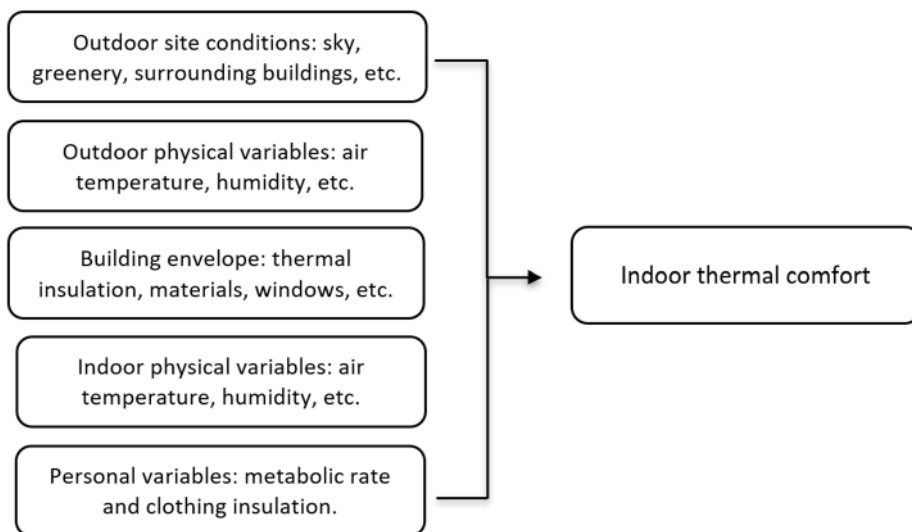 Outdoor site conditions: sky,
greenery, surrounding buildings, etc.
Outdoor physical variables: air
temperature, humidity, etc.
Building envelope: thermal
insulation, materials, windows, etc.
Indoor physical variables: air
temperature, humidity, etc.
Personal variables: metabolic rate
and clothing insulation.
Indoor thermal comfort